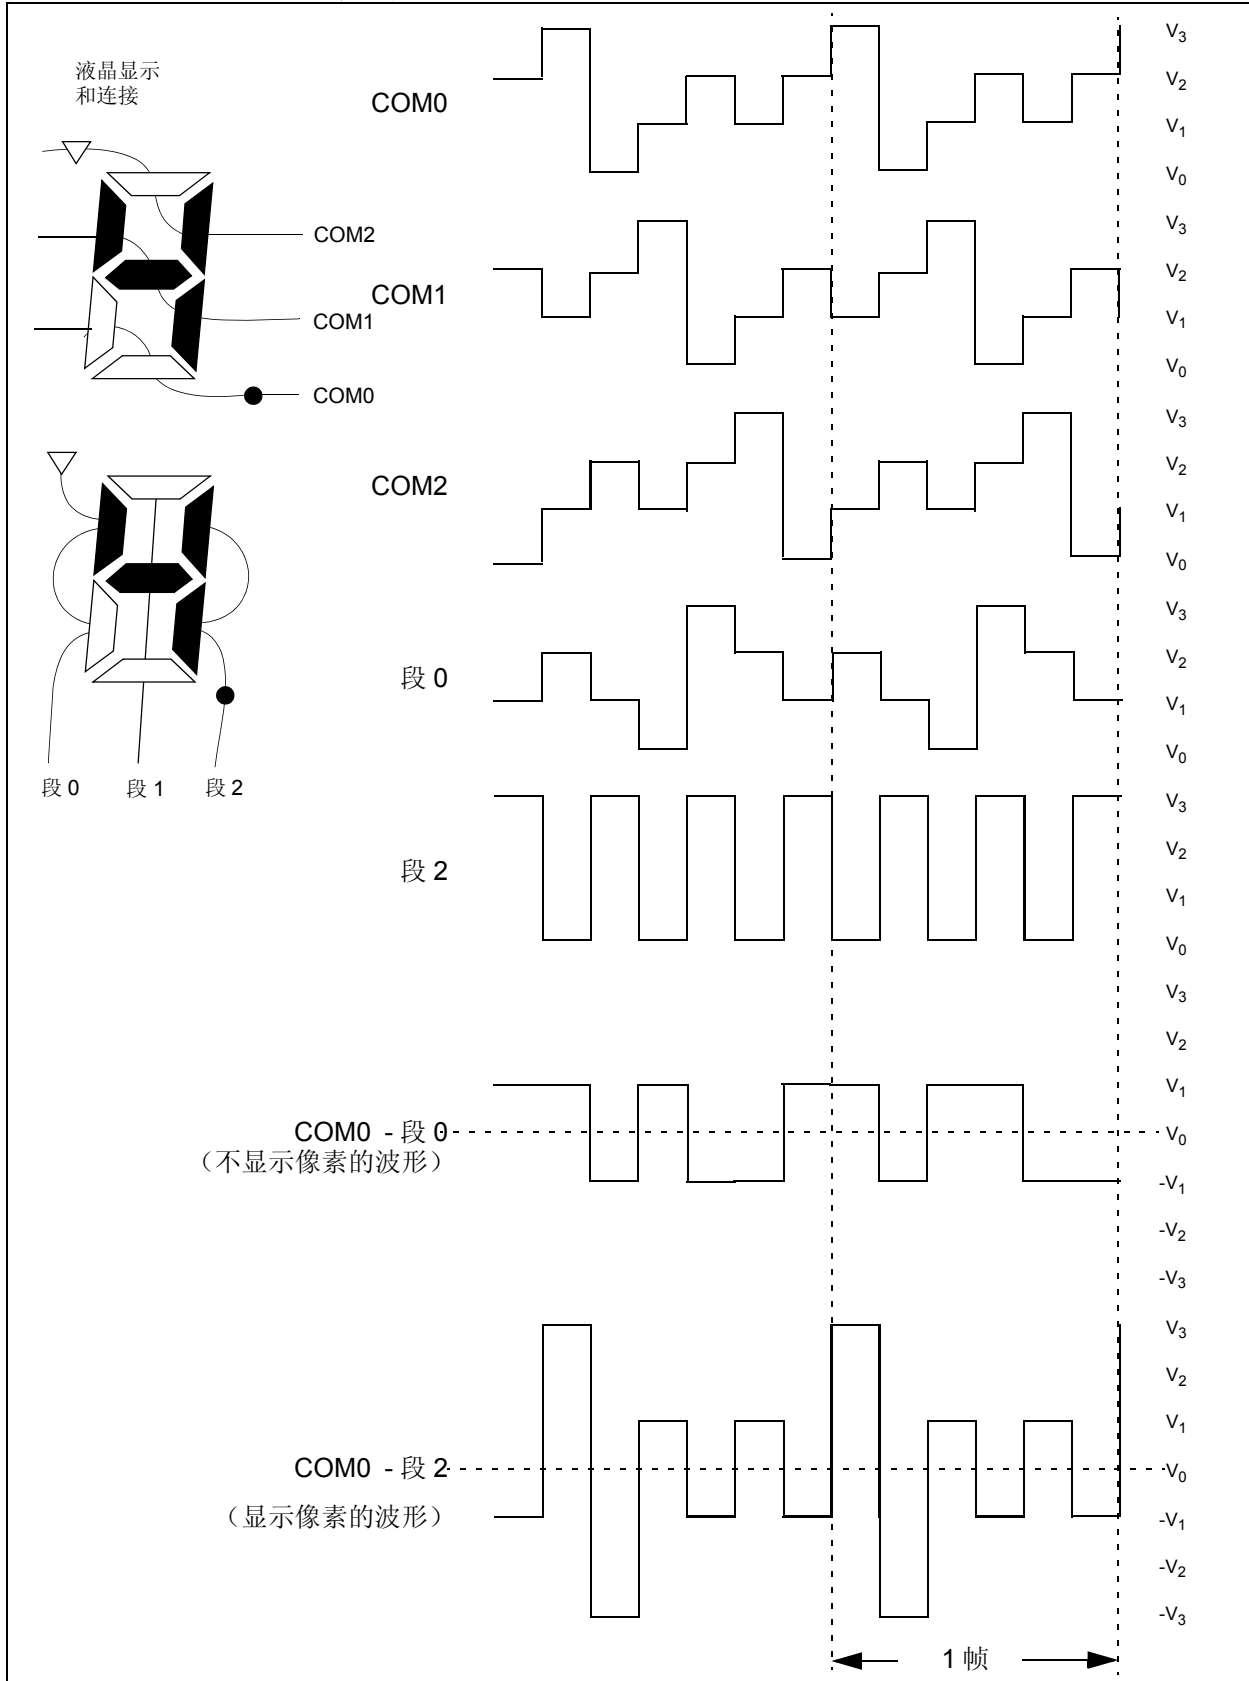 液晶显示
和连接
COM2
COM1
COM0
段 0
段 1
段 2
COM0
V3
V2
V1
V0
COM1
V3
V2
V1
V0
COM2
V3
V2
V1
V0
段 0
V3
V2
V1
V0
段 2
V3
V2
V1
V0
COM0 - 段 0
（不显示像素的波形）
V3
V2
V1
V0
-V1
-V2
-V3
COM0 - 段 2
（显示像素的波形）
V3
V2
V1
V0
-V1
-V2
-V3
1 帧